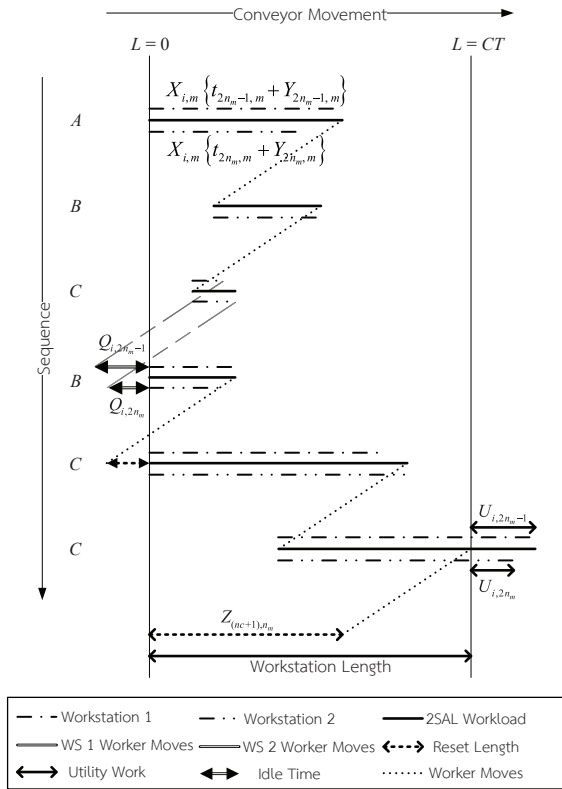 Conveyor Movement
L = 0
L = CT
X_{i,m} {t_{2n_m−1, m} + Y_{2n_m−1, m}}
A
X_{i,m} {t_{2n_m, m} + Y_{2n_m, m}}
B
C
Sequence
Q_{i,2n_m−1}
B
Q_{i,2n_m}
C
U_{i,2n_m−1}
C
U_{i,2n_m}
Z_{(nc+1),n_m}
Workstation Length
Workstation 1
Workstation 2
2SAL Workload
WS 1 Worker Moves
WS 2 Worker Moves
Reset Length
Utility Work
Idle Time
Worker Moves